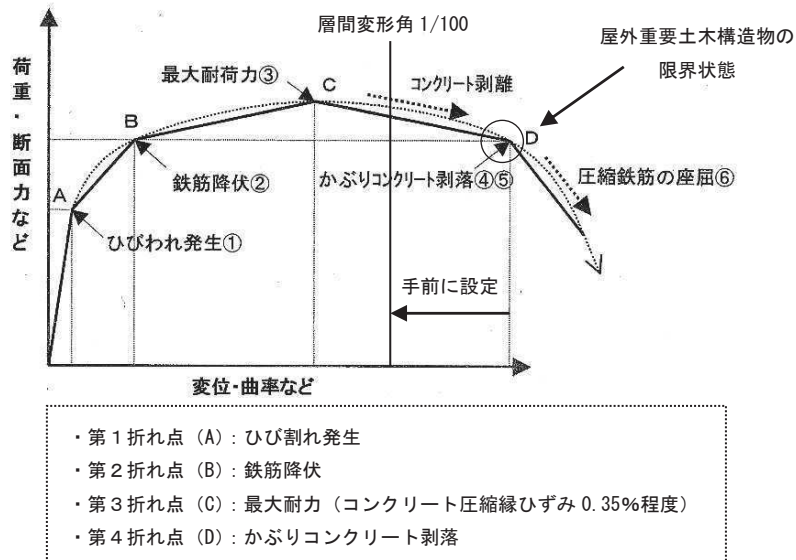 層間変形角 1/100
屋外重要土木構造物の
限界状態
荷重・断面力など
最大耐荷力③
C
コンクリート剥離
B
D
鉄筋降伏②
かぶりコンクリート剥落④⑤
圧縮鉄筋の座屈⑥
A
ひびわれ発生①
手前に設定
変位・曲率など
・第1折れ点 (A) : ひび割れ発生
・第2折れ点 (B) : 鉄筋降伏
・第3折れ点 (C) : 最大耐力 (コンクリート圧縮縁ひずみ 0.35%程度)
・第4折れ点 (D) : かぶりコンクリート剥落